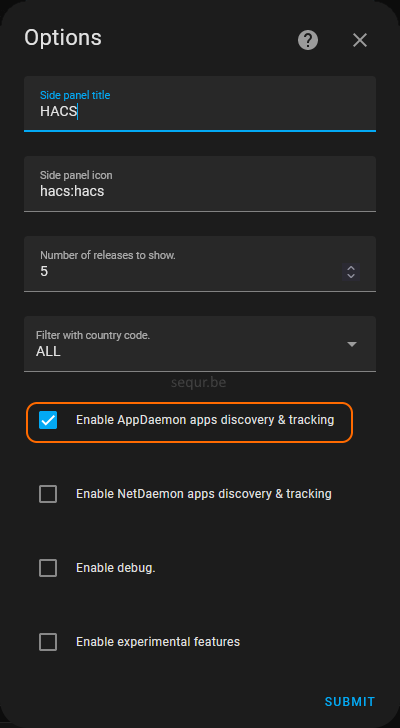 Options
Side panel title
HACS
Side panel icon
hacs:hacs
Number of releases to show.
5
Filter with country code.
ALL
sequr.be
Enable AppDaemon apps discovery & tracking
Enable NetDaemon apps discovery & tracking
Enable debug.
Enable experimental features
SUBMIT